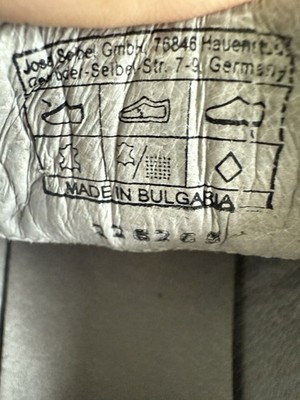 Josef Seibel GmbH, 76846 Hauenstein
Gebrüder-Seibel-Str. 7-9, Germany
MADE IN BULGARIA